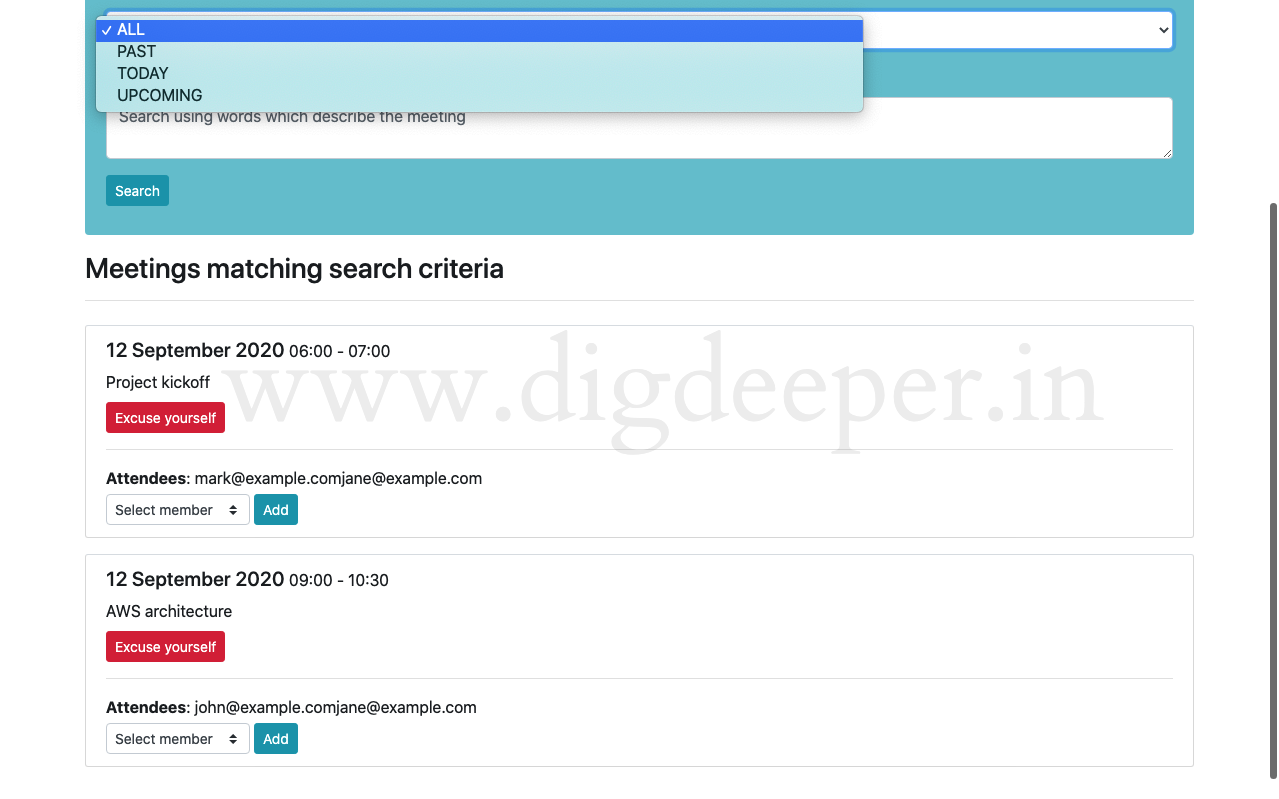 ALL
PAST
TODAY
UPCOMING
Search using words which describe the meeting
Search
Meetings matching search criteria
12 September 2020 06:00 - 07:00
Project kickoff
Excuse yourself
www.digdeeper.in
Attendees: mark@example.comjane@example.com
Select member Add
12 September 2020 09:00 - 10:30
AWS architecture
Excuse yourself
Attendees: john@example.comjane@example.com
Select member Add